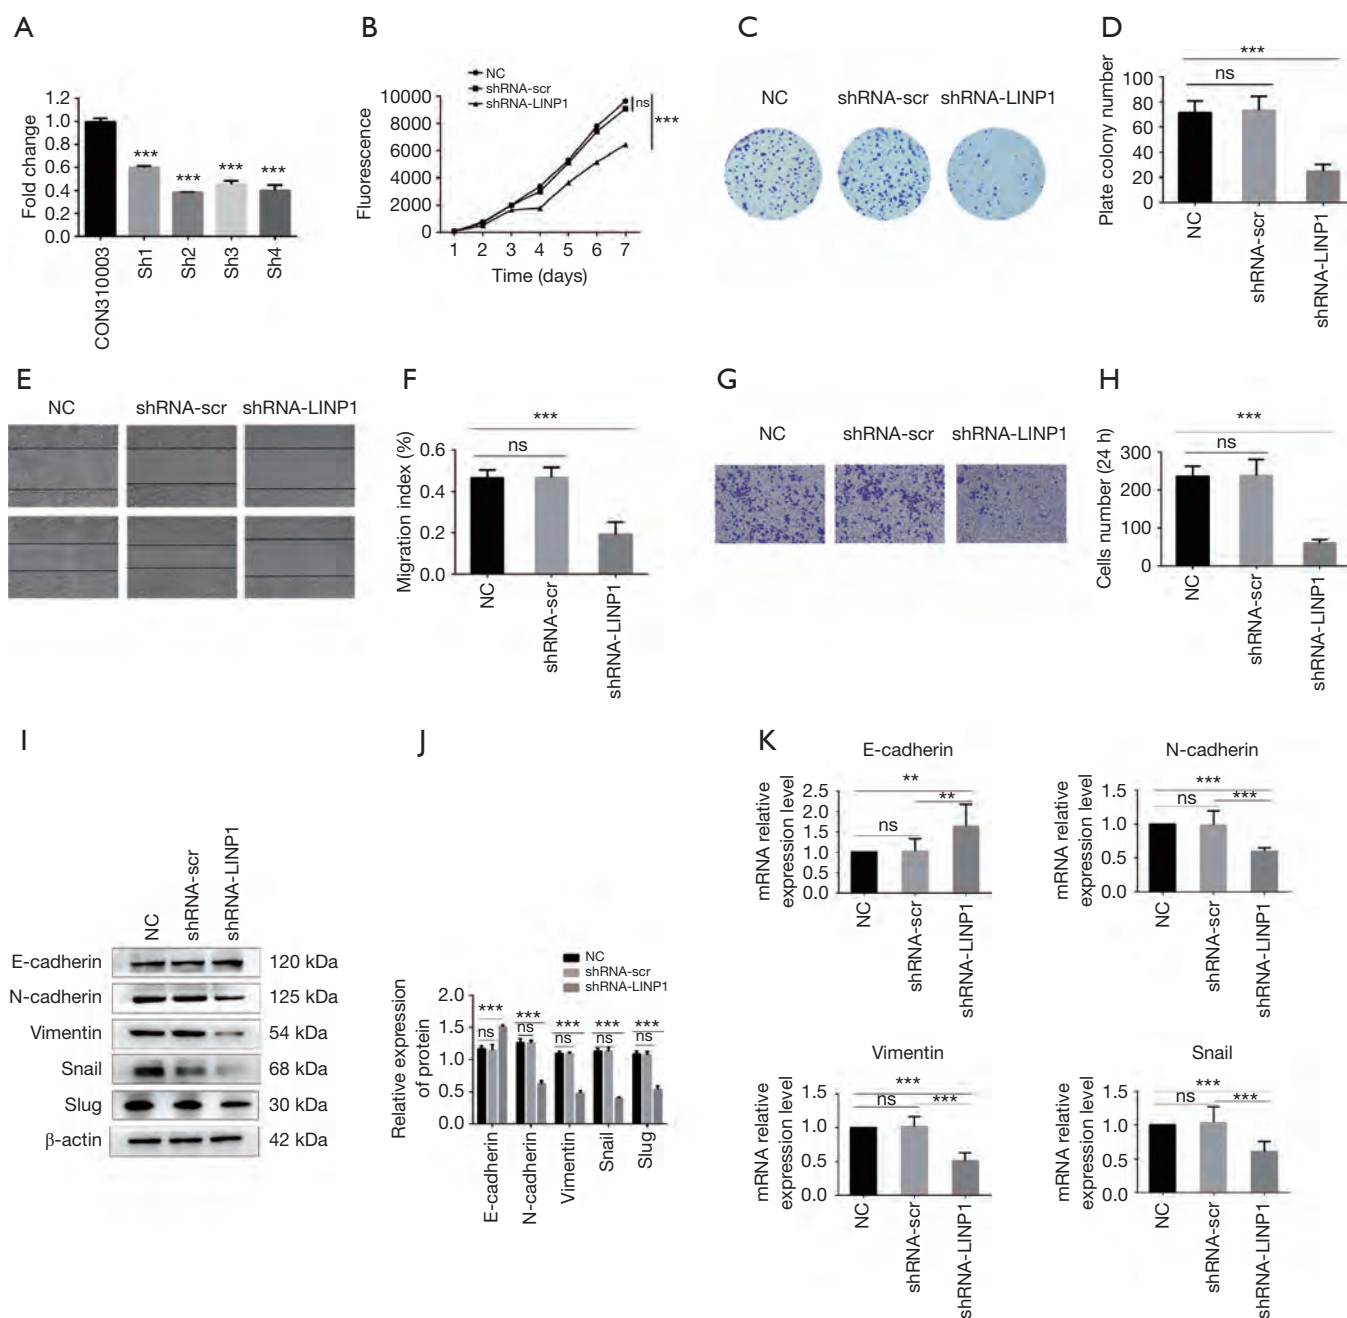 A
Fold change
1.2
1.0
0.8
0.6
0.4
0.2
0.0
***
***
***
***
CON310003
Sh1
Sh2
Sh3
Sh4
B
NC
shRNA-scr
shRNA-LINP1
Fluorescence
10000
8000
6000
4000
2000
0
ns
***
1 2 3 4 5 6 7
Time (days)
C
NC shRNA-scr shRNA-LINP1
D
Plate colony number
***
ns
100
80
60
40
20
0
NC
shRNA-scr
shRNA-LINP1
E
NC shRNA-scr shRNA-LINP1
F
Migration index (%)
***
ns
0.6
0.4
0.2
0.0
NC
shRNA-scr
shRNA-LINP1
G
NC shRNA-scr shRNA-LINP1
H
Cells number (24 h)
***
ns
300
200
100
0
NC
shRNA-scr
shRNA-LINP1
I
NC
shRNA-scr
shRNA-LINP1
E-cadherin 120 kDa
N-cadherin 125 kDa
Vimentin 54 kDa
Snail 68 kDa
Slug 30 kDa
β-actin 42 kDa
J
NC
shRNA-scr
shRNA-LINP1
Relative expression
of protein
2.0
1.5
1.0
0.5
0.0
*** *** *** *** ***
ns ns ns ns ns
E-cadherin
N-cadherin
Vimentin
Snail
Slug
K
E-cadherin
mRNA relative
expression level
**
**
ns
2.5
2.0
1.5
1.0
0.5
0.0
NC
shRNA-scr
shRNA-LINP1
N-cadherin
mRNA relative
expression level
***
ns ***
1.5
1.0
0.5
0.0
NC
shRNA-scr
shRNA-LINP1
Vimentin
mRNA relative
expression level
***
ns ***
1.5
1.0
0.5
0.0
NC
shRNA-scr
shRNA-LINP1
Snail
mRNA relative
expression level
***
ns ***
1.5
1.0
0.5
0.0
NC
shRNA-scr
shRNA-LINP1